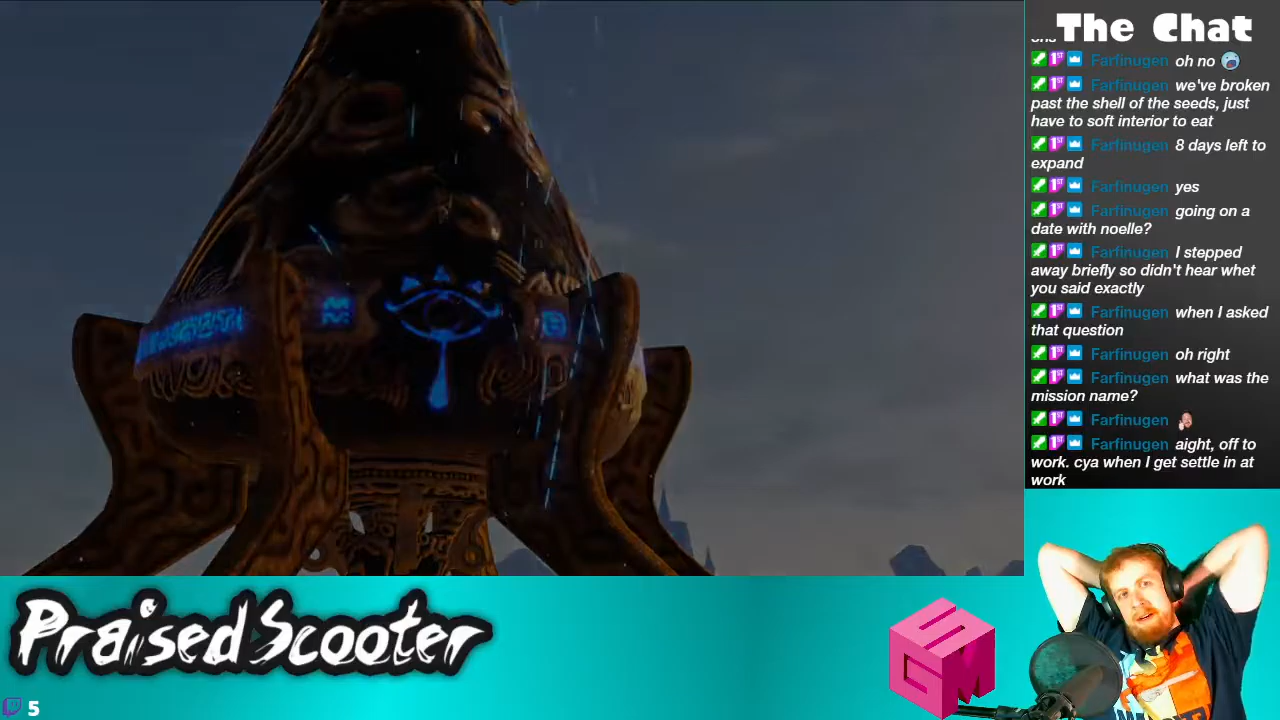 The Chat
Farfinugen oh no
Farfinugen we've broken
past the shell of the seeds, just
have to soft interior to eat
Farfinugen 8 days left to
expand
Farfinugen yes
Farfinugen going on a
date with noelle?
Farfinugen I stepped
away briefly so didn't hear whet
you said exactly
Farfinugen when I asked
that question
Farfinugen oh right
Farfinugen what was the
mission name?
Farfinugen
Farfinugen aight, off to
work. cya when I get settle in at
work
PraisedScooter
SGM
5